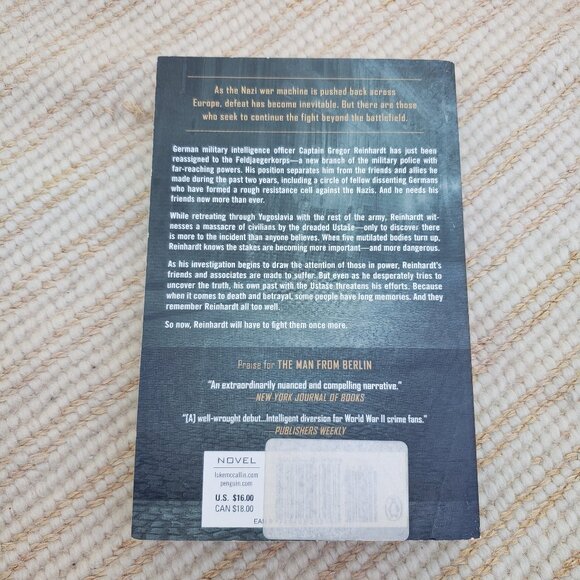 As the Nazi war machine is pushed back across
Europe, defeat has become inevitable. But there are those
who seek to continue the fight beyond the battlefield.
German military intelligence officer Captain Gregor Reinhardt has just been
reassigned to the Feldjaegerkorps—a new branch of the military police with
far-reaching powers. His position separates him from the friends and allies he
made during the past two years, including a circle of fellow dissenting Germans
who have formed a rough resistance cell against the Nazis. And he needs his
friends now more than ever.
While retreating through Yugoslavia with the rest of the army, Reinhardt wit-
nesses a massacre of civilians by the dreaded Ustaše—only to discover there
is more to the incident than anyone believes. When five mutilated bodies turn up,
Reinhardt knows the stakes are becoming more important—and more dangerous.
As his investigation begins to draw the attention of those in power, Reinhardt's
friends and associates are made to suffer. But even as he desperately tries to
uncover the truth, his own past with the Ustaše threatens his efforts. Because
when it comes to death and betrayal, some people have long memories. And they
remember Reinhardt all too well.
So now, Reinhardt will have to fight them once more.
Praise for THE MAN FROM BERLIN
"An extraordinarily nuanced and compelling narrative."
NEW YORK JOURNAL OF BOOKS
"[A] well-wrought debut...Intelligent diversion for World War II crime fans."
PUBLISHERS WEEKLY
NOVEL
lukemccallin.com
penguin.com
U.S. $16.00
CAN $18.00